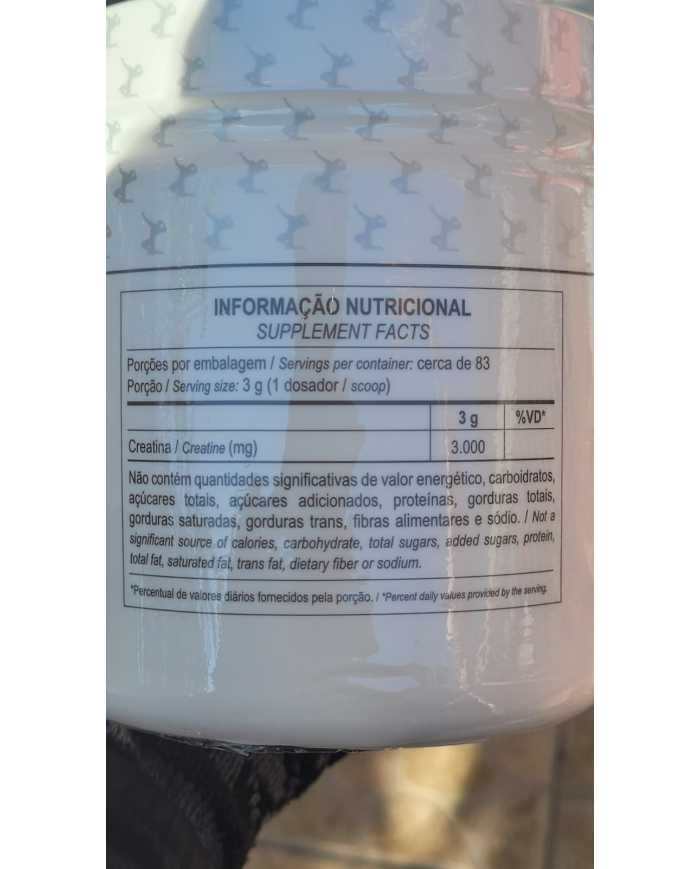 INFORMAÇÃO NUTRICIONAL
SUPPLEMENT FACTS
Porções por embalagem / Servings per container: cerca de 83
Porção / Serving size: 3 g (1 dosador / scoop)
3 g %VD*
Creatina / Creatine (mg) 3.000
Não contém quantidades significativas de valor energético, carboidratos,
açúcares totais, açúcares adicionados, proteínas, gorduras totais,
gorduras saturadas, gorduras trans, fibras alimentares e sódio. / Not a
significant source of calories, carbohydrate, total sugars, added sugars, protein,
total fat, saturated fat, trans fat, dietary fiber or sodium.
*Percentual de valores diários fornecidos pela porção. / *Percent daily values provided by the serving.